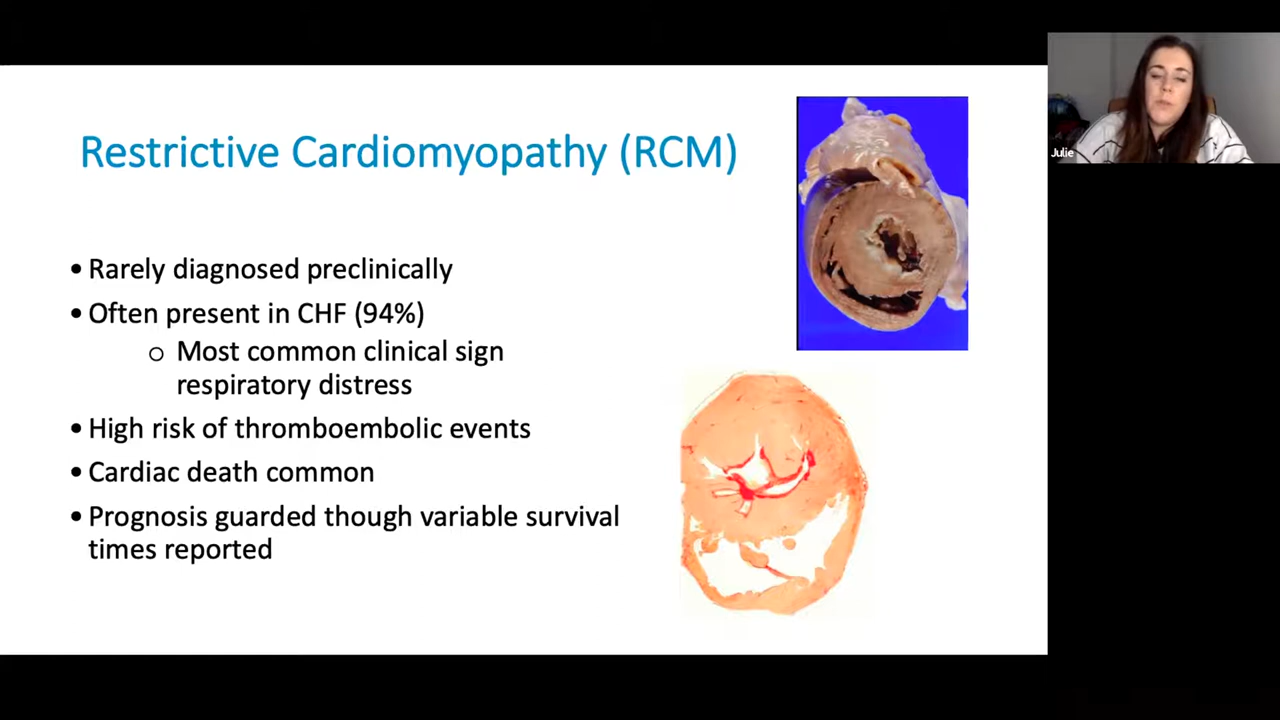 Restrictive Cardiomyopathy (RCM)
• Rarely diagnosed preclinically
• Often present in CHF (94%)
o Most common clinical sign
respiratory distress
• High risk of thromboembolic events
• Cardiac death common
• Prognosis guarded though variable survival
times reported
Julie